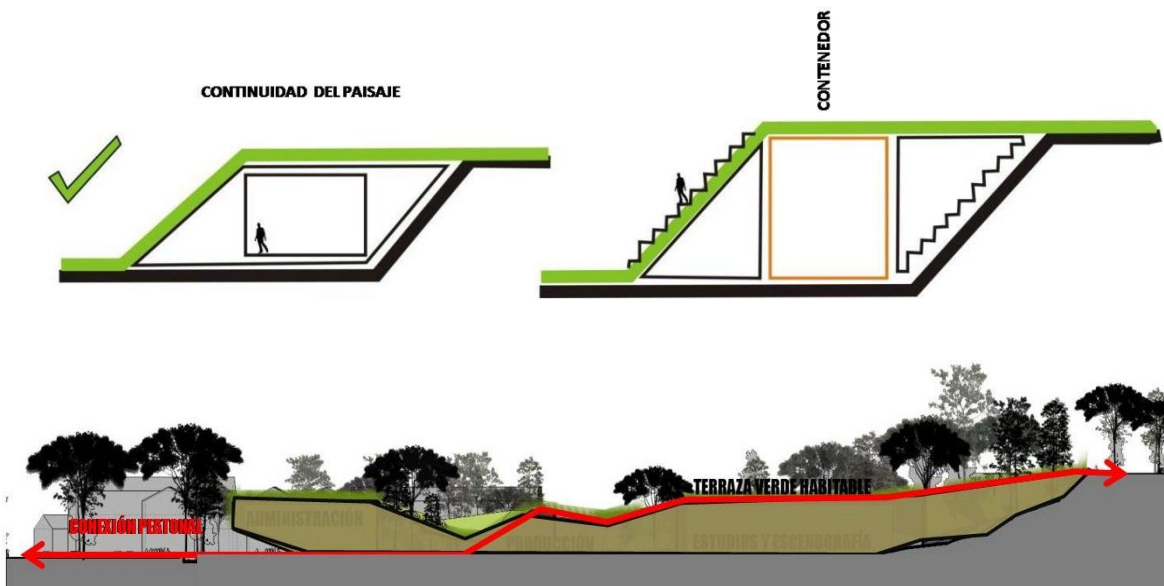 CONTINUIDAD DEL PAISAJE
CONTENEDOR
TERRAZA VERDE HABITABLE
ADMINISTRACIÓN
CONEXIÓN PEATONAL
PRODUCCIÓN
ESTUDIOS Y ESCENOGRAFÍA